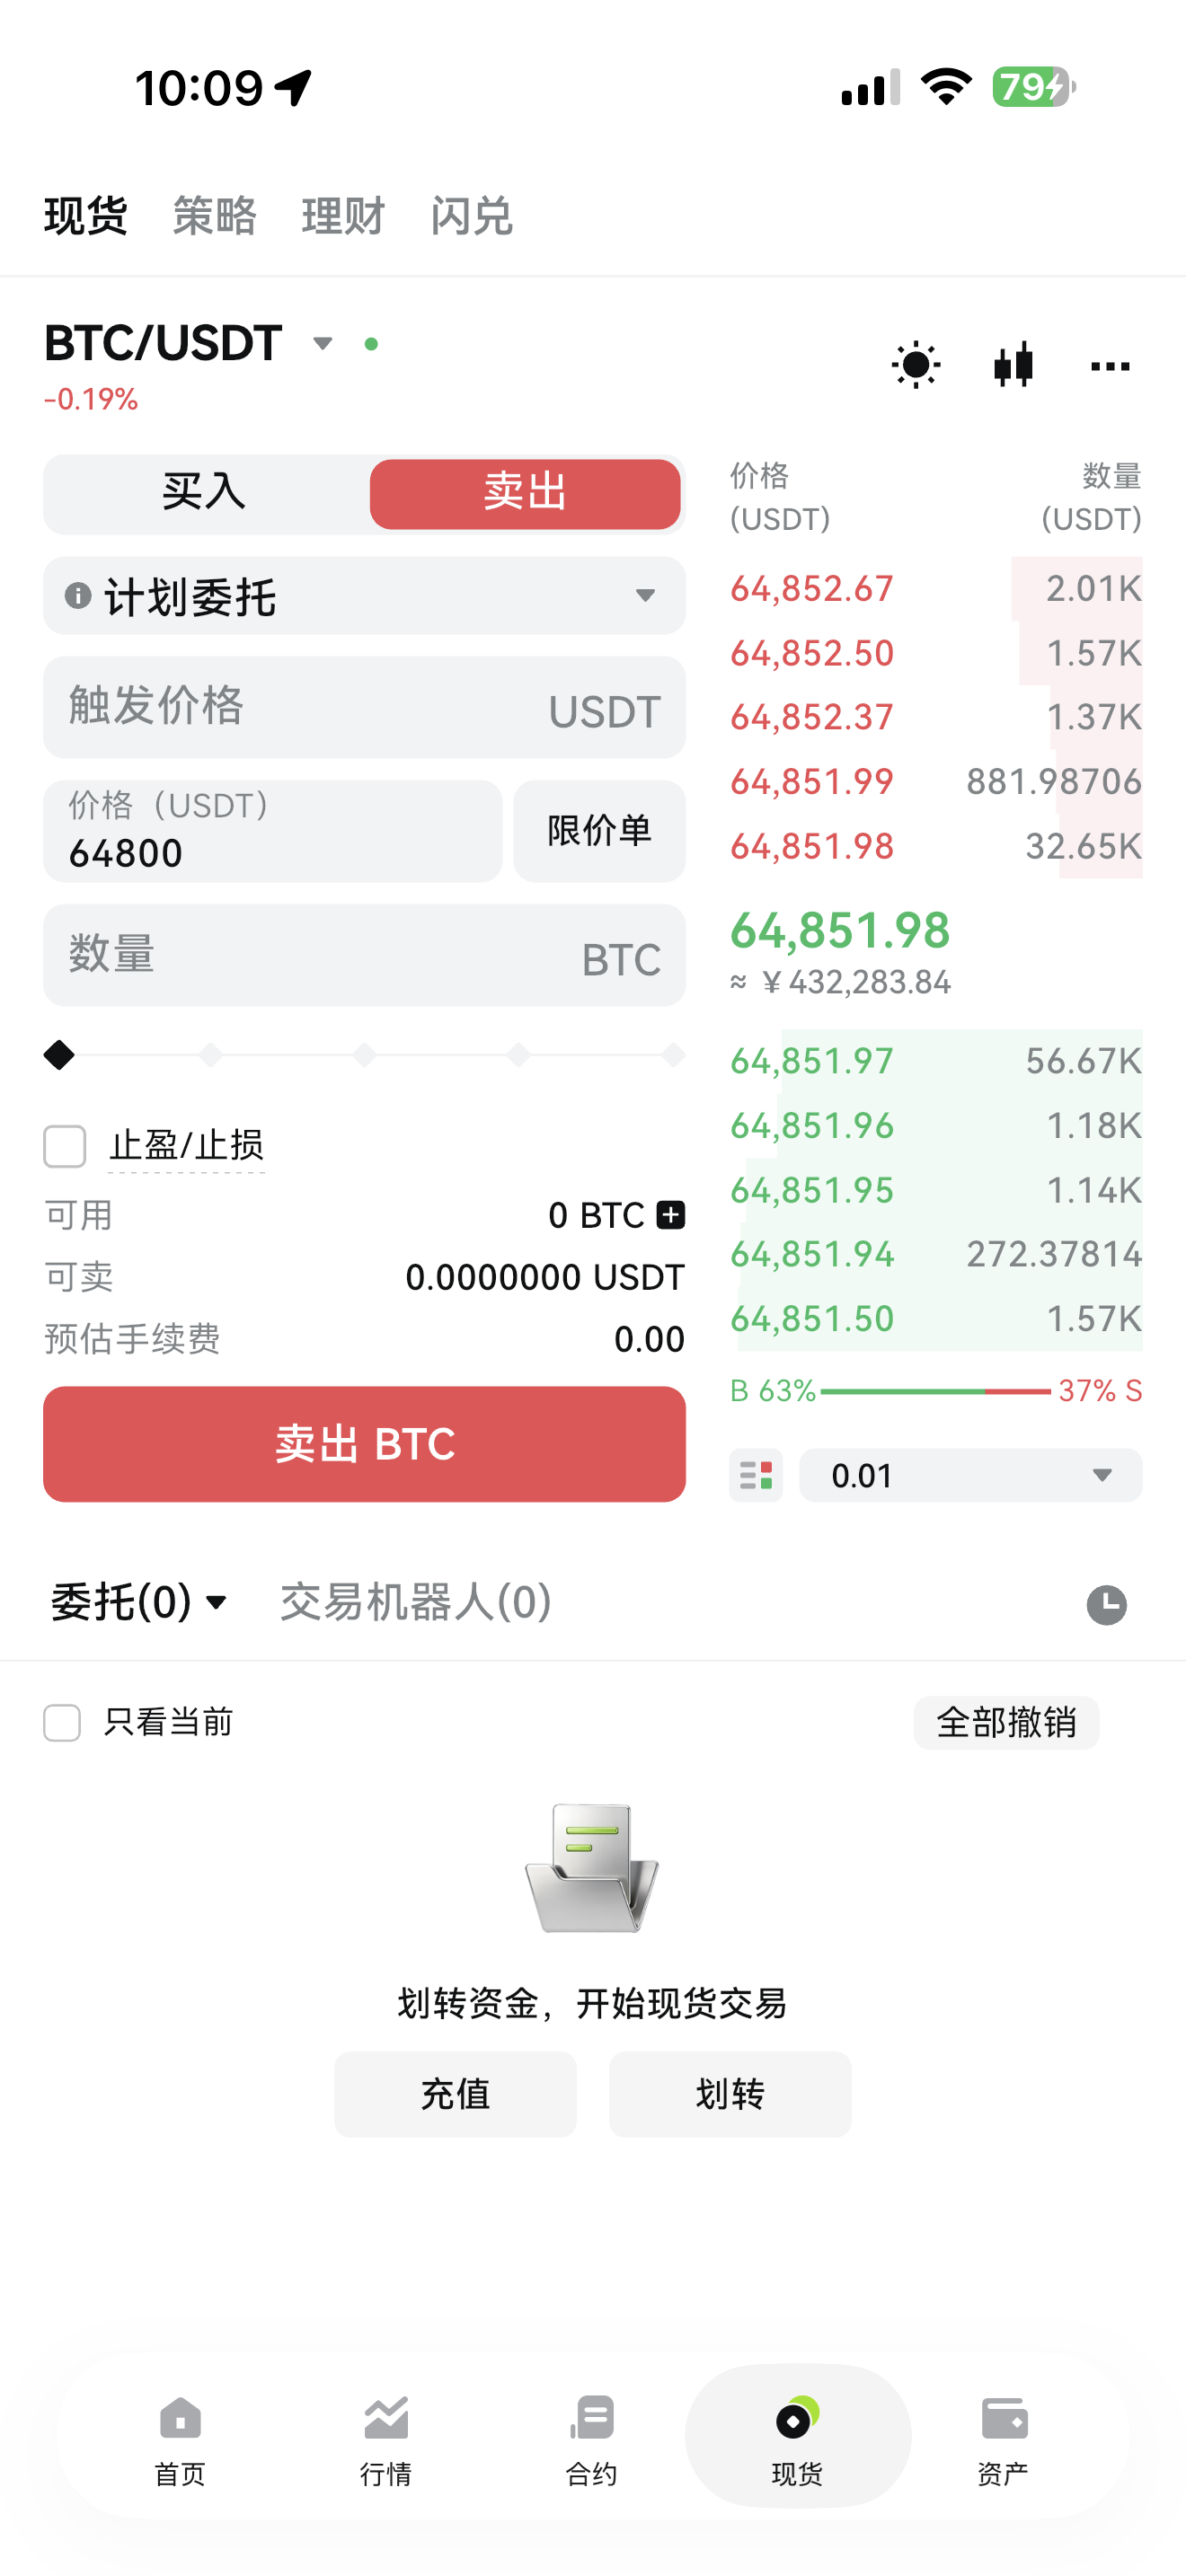 10:09
79
现货 策略 理财 闪兑
BTC/USDT
-0.19%
买入 卖出
计划委托
触发价格 USDT
价格（USDT）
64800
限价单
数量 BTC
止盈/止损
可用 0 BTC
可卖 0.0000000 USDT
预估手续费 0.00
卖出 BTC
价格 数量
(USDT) (USDT)
64,852.67 2.01K
64,852.50 1.57K
64,852.37 1.37K
64,851.99 881.98706
64,851.98 32.65K
64,851.98
≈ ¥432,283.84
64,851.97 56.67K
64,851.96 1.18K
64,851.95 1.14K
64,851.94 272.37814
64,851.50 1.57K
B 63% 37% S
0.01
委托(0) 交易机器人(0)
只看当前 全部撤销
划转资金，开始现货交易
充值 划转
首页 行情 合约 现货 资产